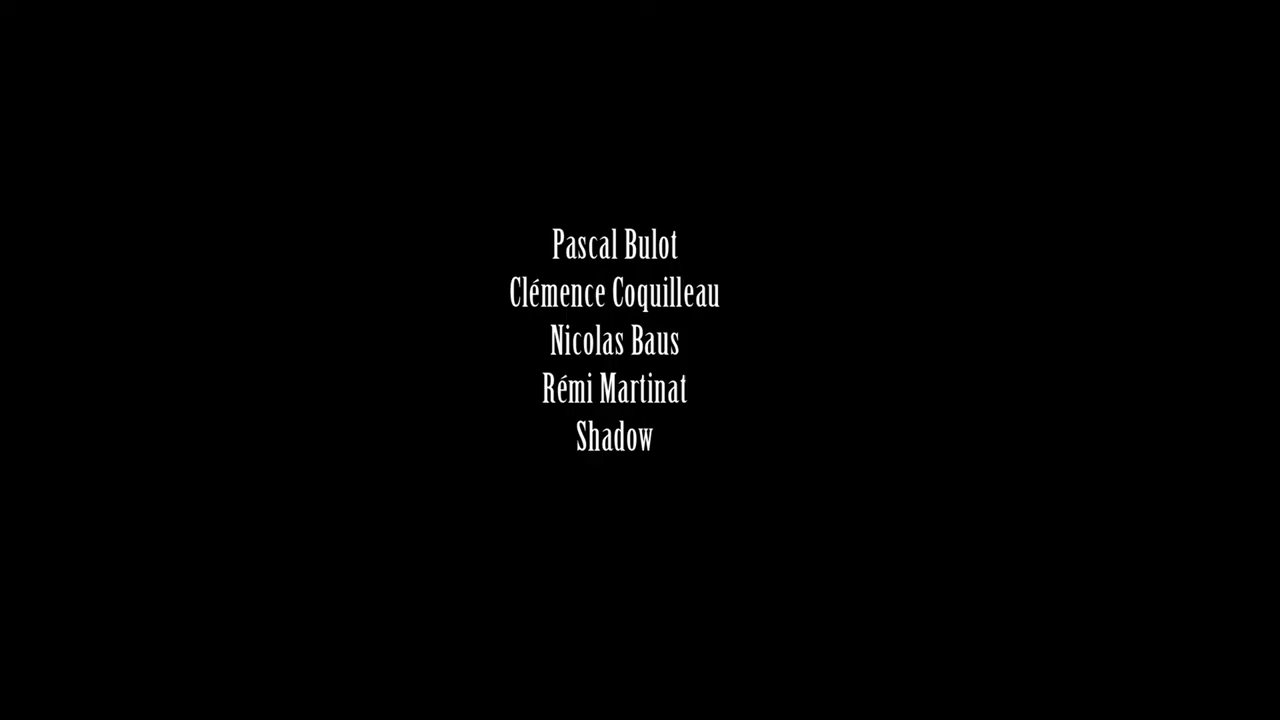 Pascal Bulot
Clémence Coquilleau
Nicolas Baus
Rémi Martinat
Shadow